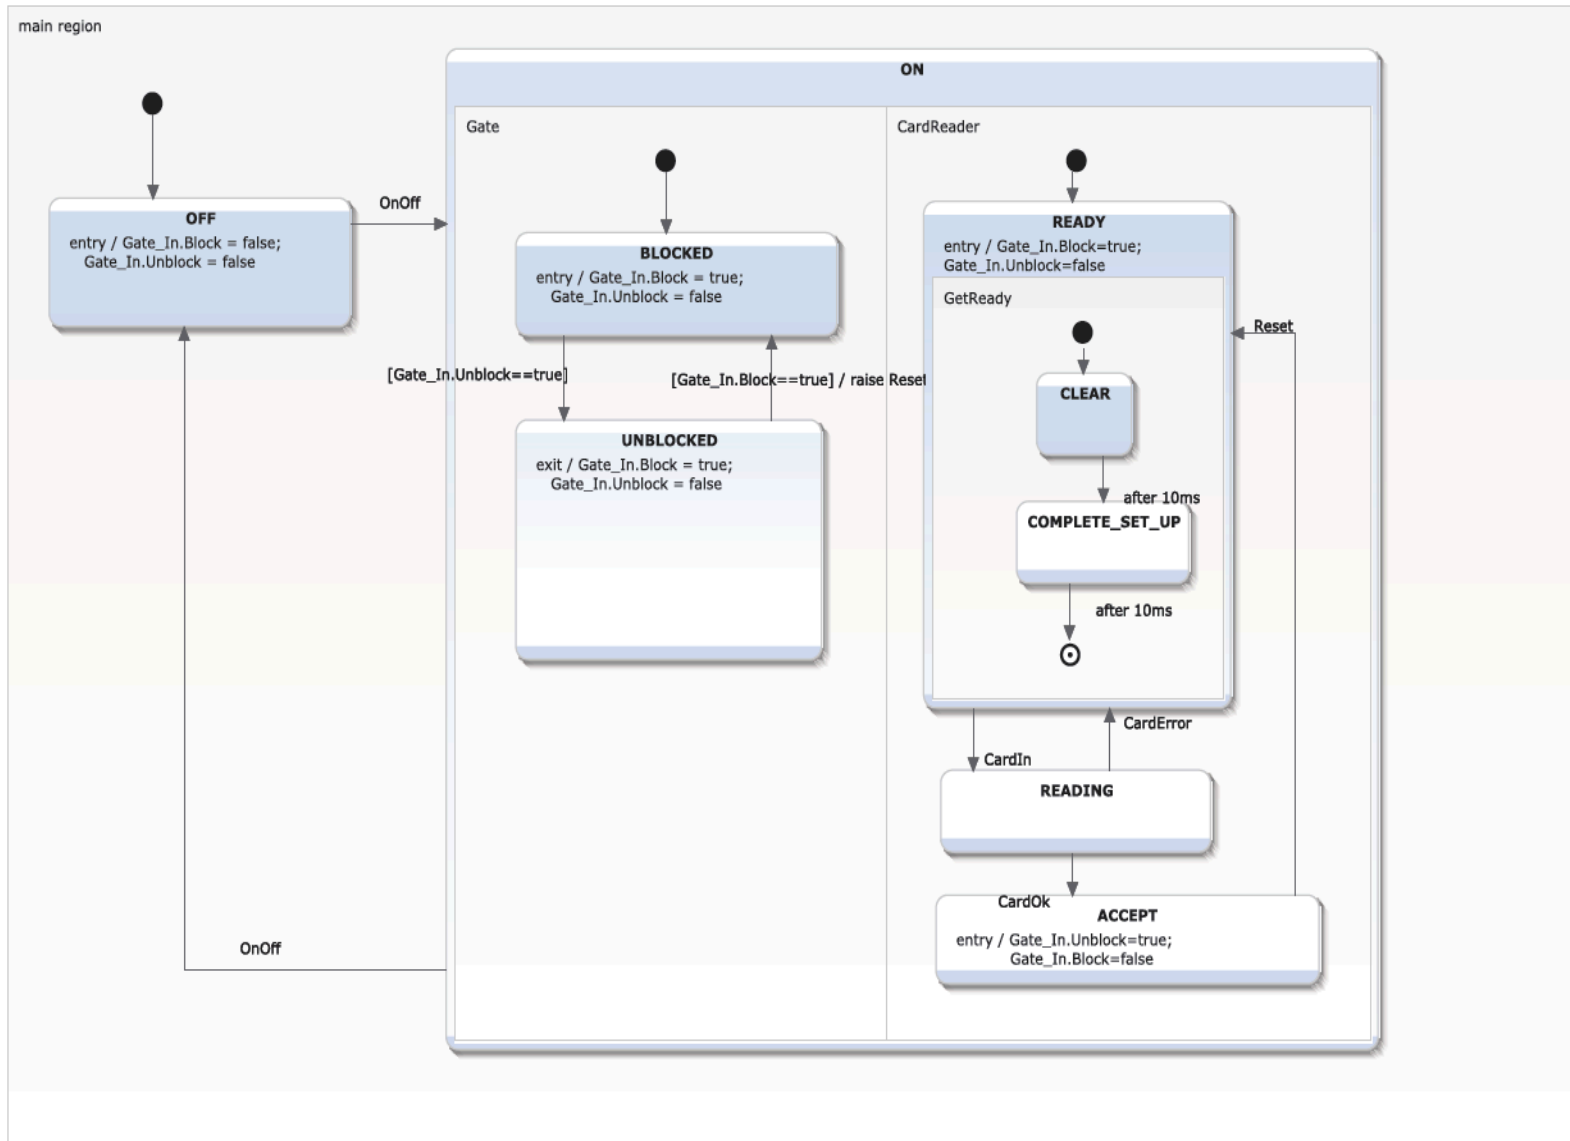 main region
ON
Gate
CardReader
OnOff
OFF
entry / Gate_In.Block = false;
Gate_In.Unblock = false
BLOCKED
entry / Gate_In.Block = true;
Gate_In.Unblock = false
[Gate_In.Unblock==true]
[Gate_In.Block==true] / raise Reset
UNBLOCKED
exit / Gate_In.Block = true;
Gate_In.Unblock = false
READY
entry / Gate_In.Block=true;
Gate_In.Unblock=false
GetReady
Reset
CLEAR
after 10ms
COMPLETE_SET_UP
after 10ms
CardError
CardIn
READING
CardOk
ACCEPT
entry / Gate_In.Unblock=true;
Gate_In.Block=false
OnOff